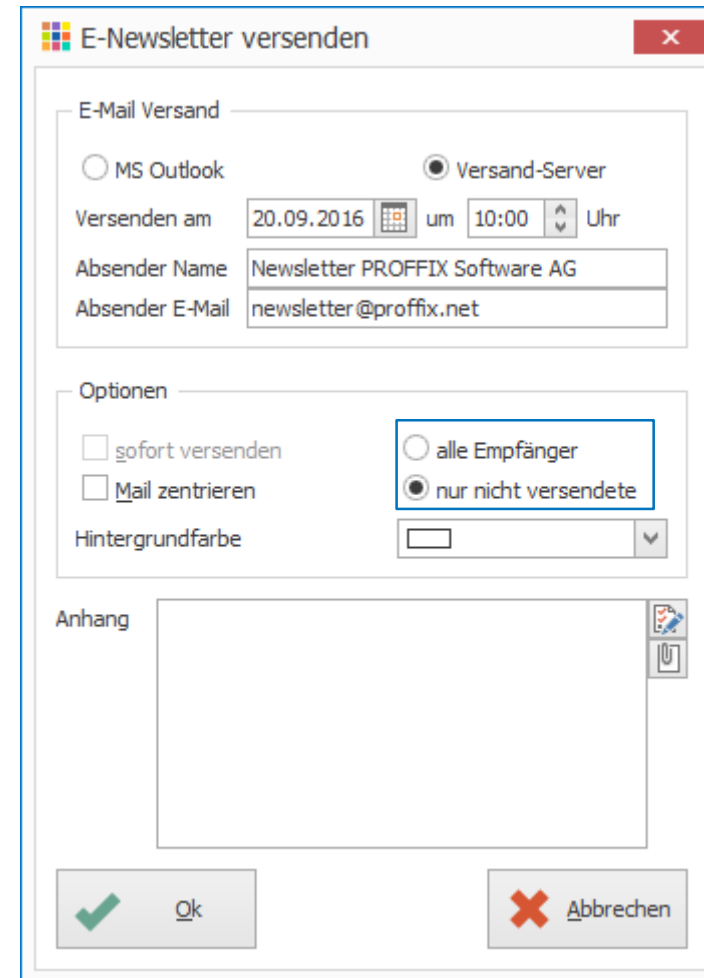 E-Newsletter versenden
E-Mail Versand
MS Outlook Versand-Server
Versenden am 20.09.2016 um 10:00 Uhr
Absender Name Newsletter PROFFIX Software AG
Absender E-Mail newsletter@proffix.net
Optionen
sofort versenden alle Empfänger
Mail zentrieren nur nicht versendete
Hintergrundfarbe
Anhang
Ok Abbrechen